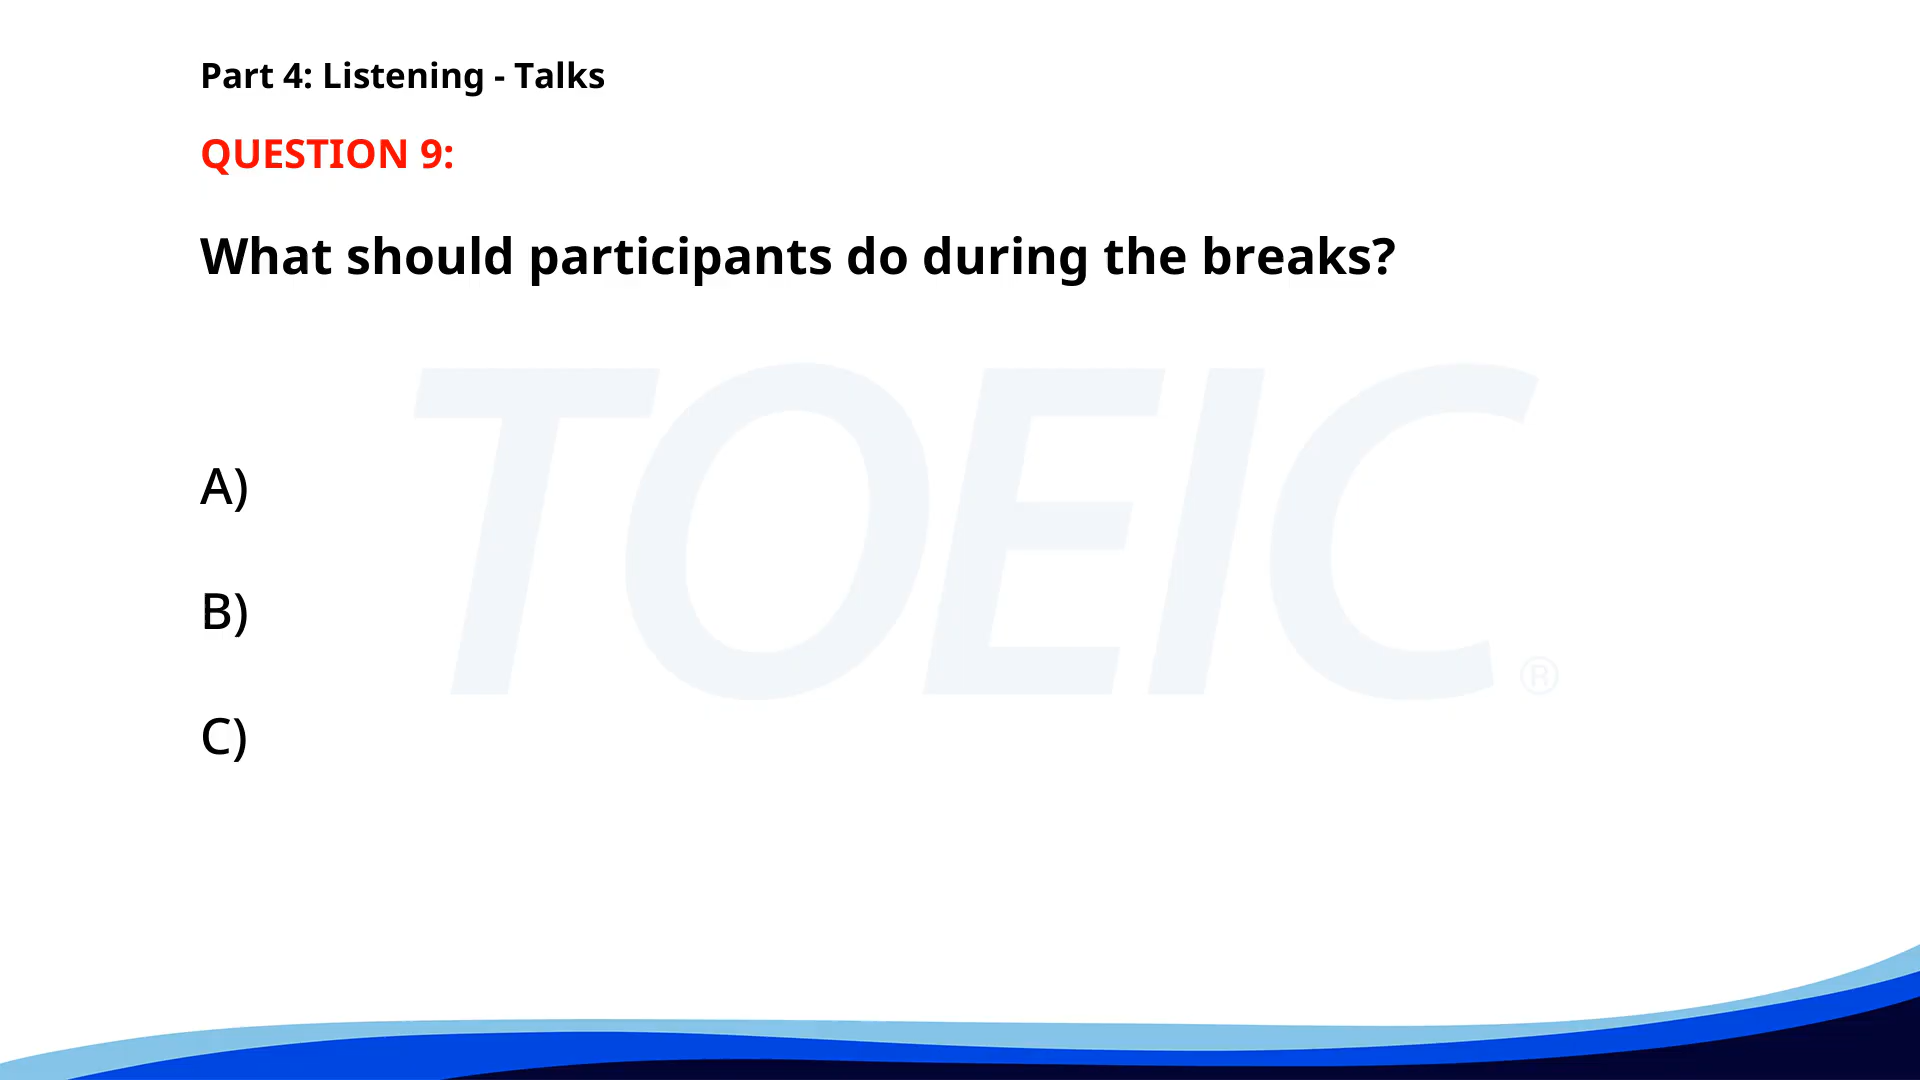 Part 4: Listening - Talks
QUESTION 9:
What should participants do during the breaks?
TOEIC®
A)
B)
C)